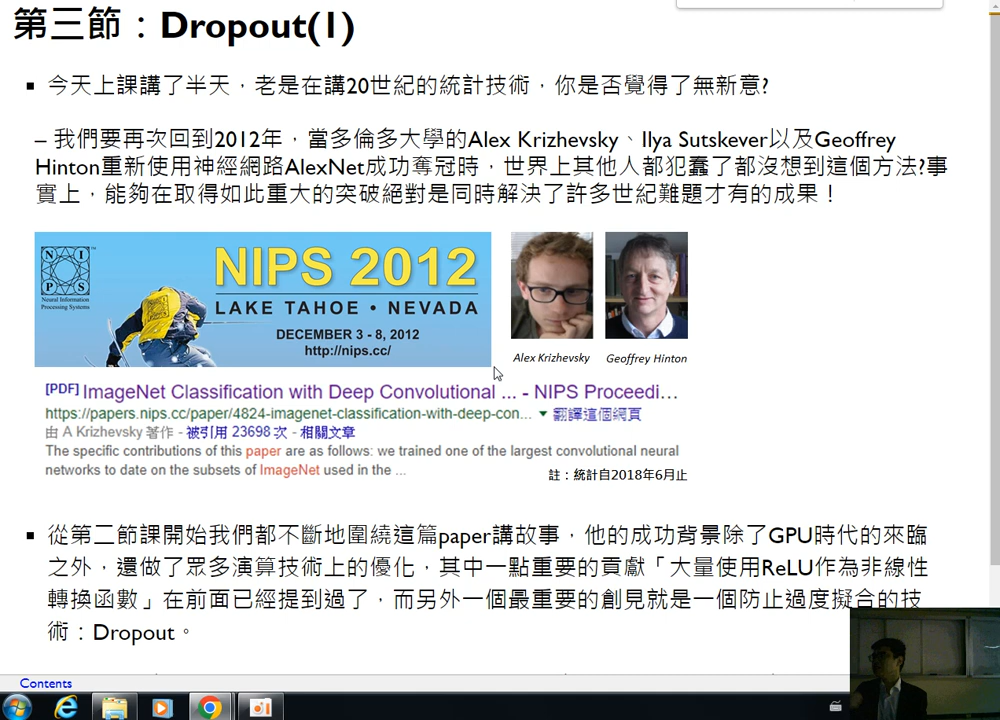 第三節：Dropout(1)
▪ 今天上課講了半天，老是在講20世紀的統計技術，你是否覺得了無新意?
– 我們要再次回到2012年，當多倫多大學的Alex Krizhevsky、Ilya Sutskever以及Geoffrey
Hinton重新使用神經網路AlexNet成功奪冠時，世界上其他人都犯蠢了都沒想到這個方法?事
實上，能夠在取得如此重大的突破絕對是同時解決了許多世紀難題才有的成果！
N I P S
Neural Information
Processing Systems
NIPS 2012
LAKE TAHOE • NEVADA
DECEMBER 3 - 8, 2012
http://nips.cc/
Alex Krizhevsky
Geoffrey Hinton
[PDF] ImageNet Classification with Deep Convolutional ... - NIPS Proceedi...
https://papers.nips.cc/paper/4824-imagenet-classification-with-deep-con... ▼ 翻譯這個網頁
由 A Krizhevsky 著作 - 被引用 23698 次 - 相關文章
The specific contributions of this paper are as follows: we trained one of the largest convolutional neural
networks to date on the subsets of ImageNet used in the ...
註：統計自2018年6月止
▪ 從第二節課開始我們都不斷地圍繞這篇paper講故事，他的成功背景除了GPU時代的來臨
之外，還做了眾多演算技術上的優化，其中一點重要的貢獻「大量使用ReLU作為非線性
轉換函數」在前面已經提到過了，而另外一個最重要的創見就是一個防止過度擬合的技
術：Dropout。
Contents